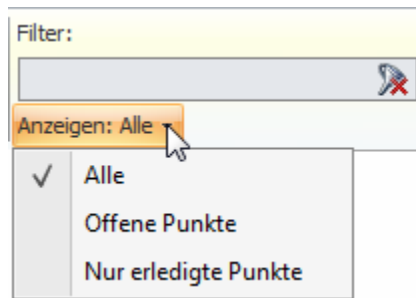 Filter:
Anzeigen: Alle
Alle
Offene Punkte
Nur erledigte Punkte